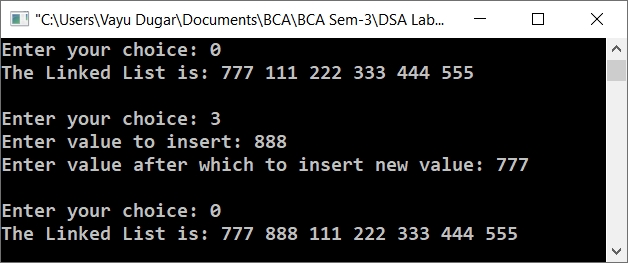 "C:\Users\Vayu Dugar\Documents\BCA\BCA Sem-3\DSA Lab...
Enter your choice: 0
The Linked List is: 777 111 222 333 444 555
Enter your choice: 3
Enter value to insert: 888
Enter value after which to insert new value: 777
Enter your choice: 0
The Linked List is: 777 888 111 222 333 444 555